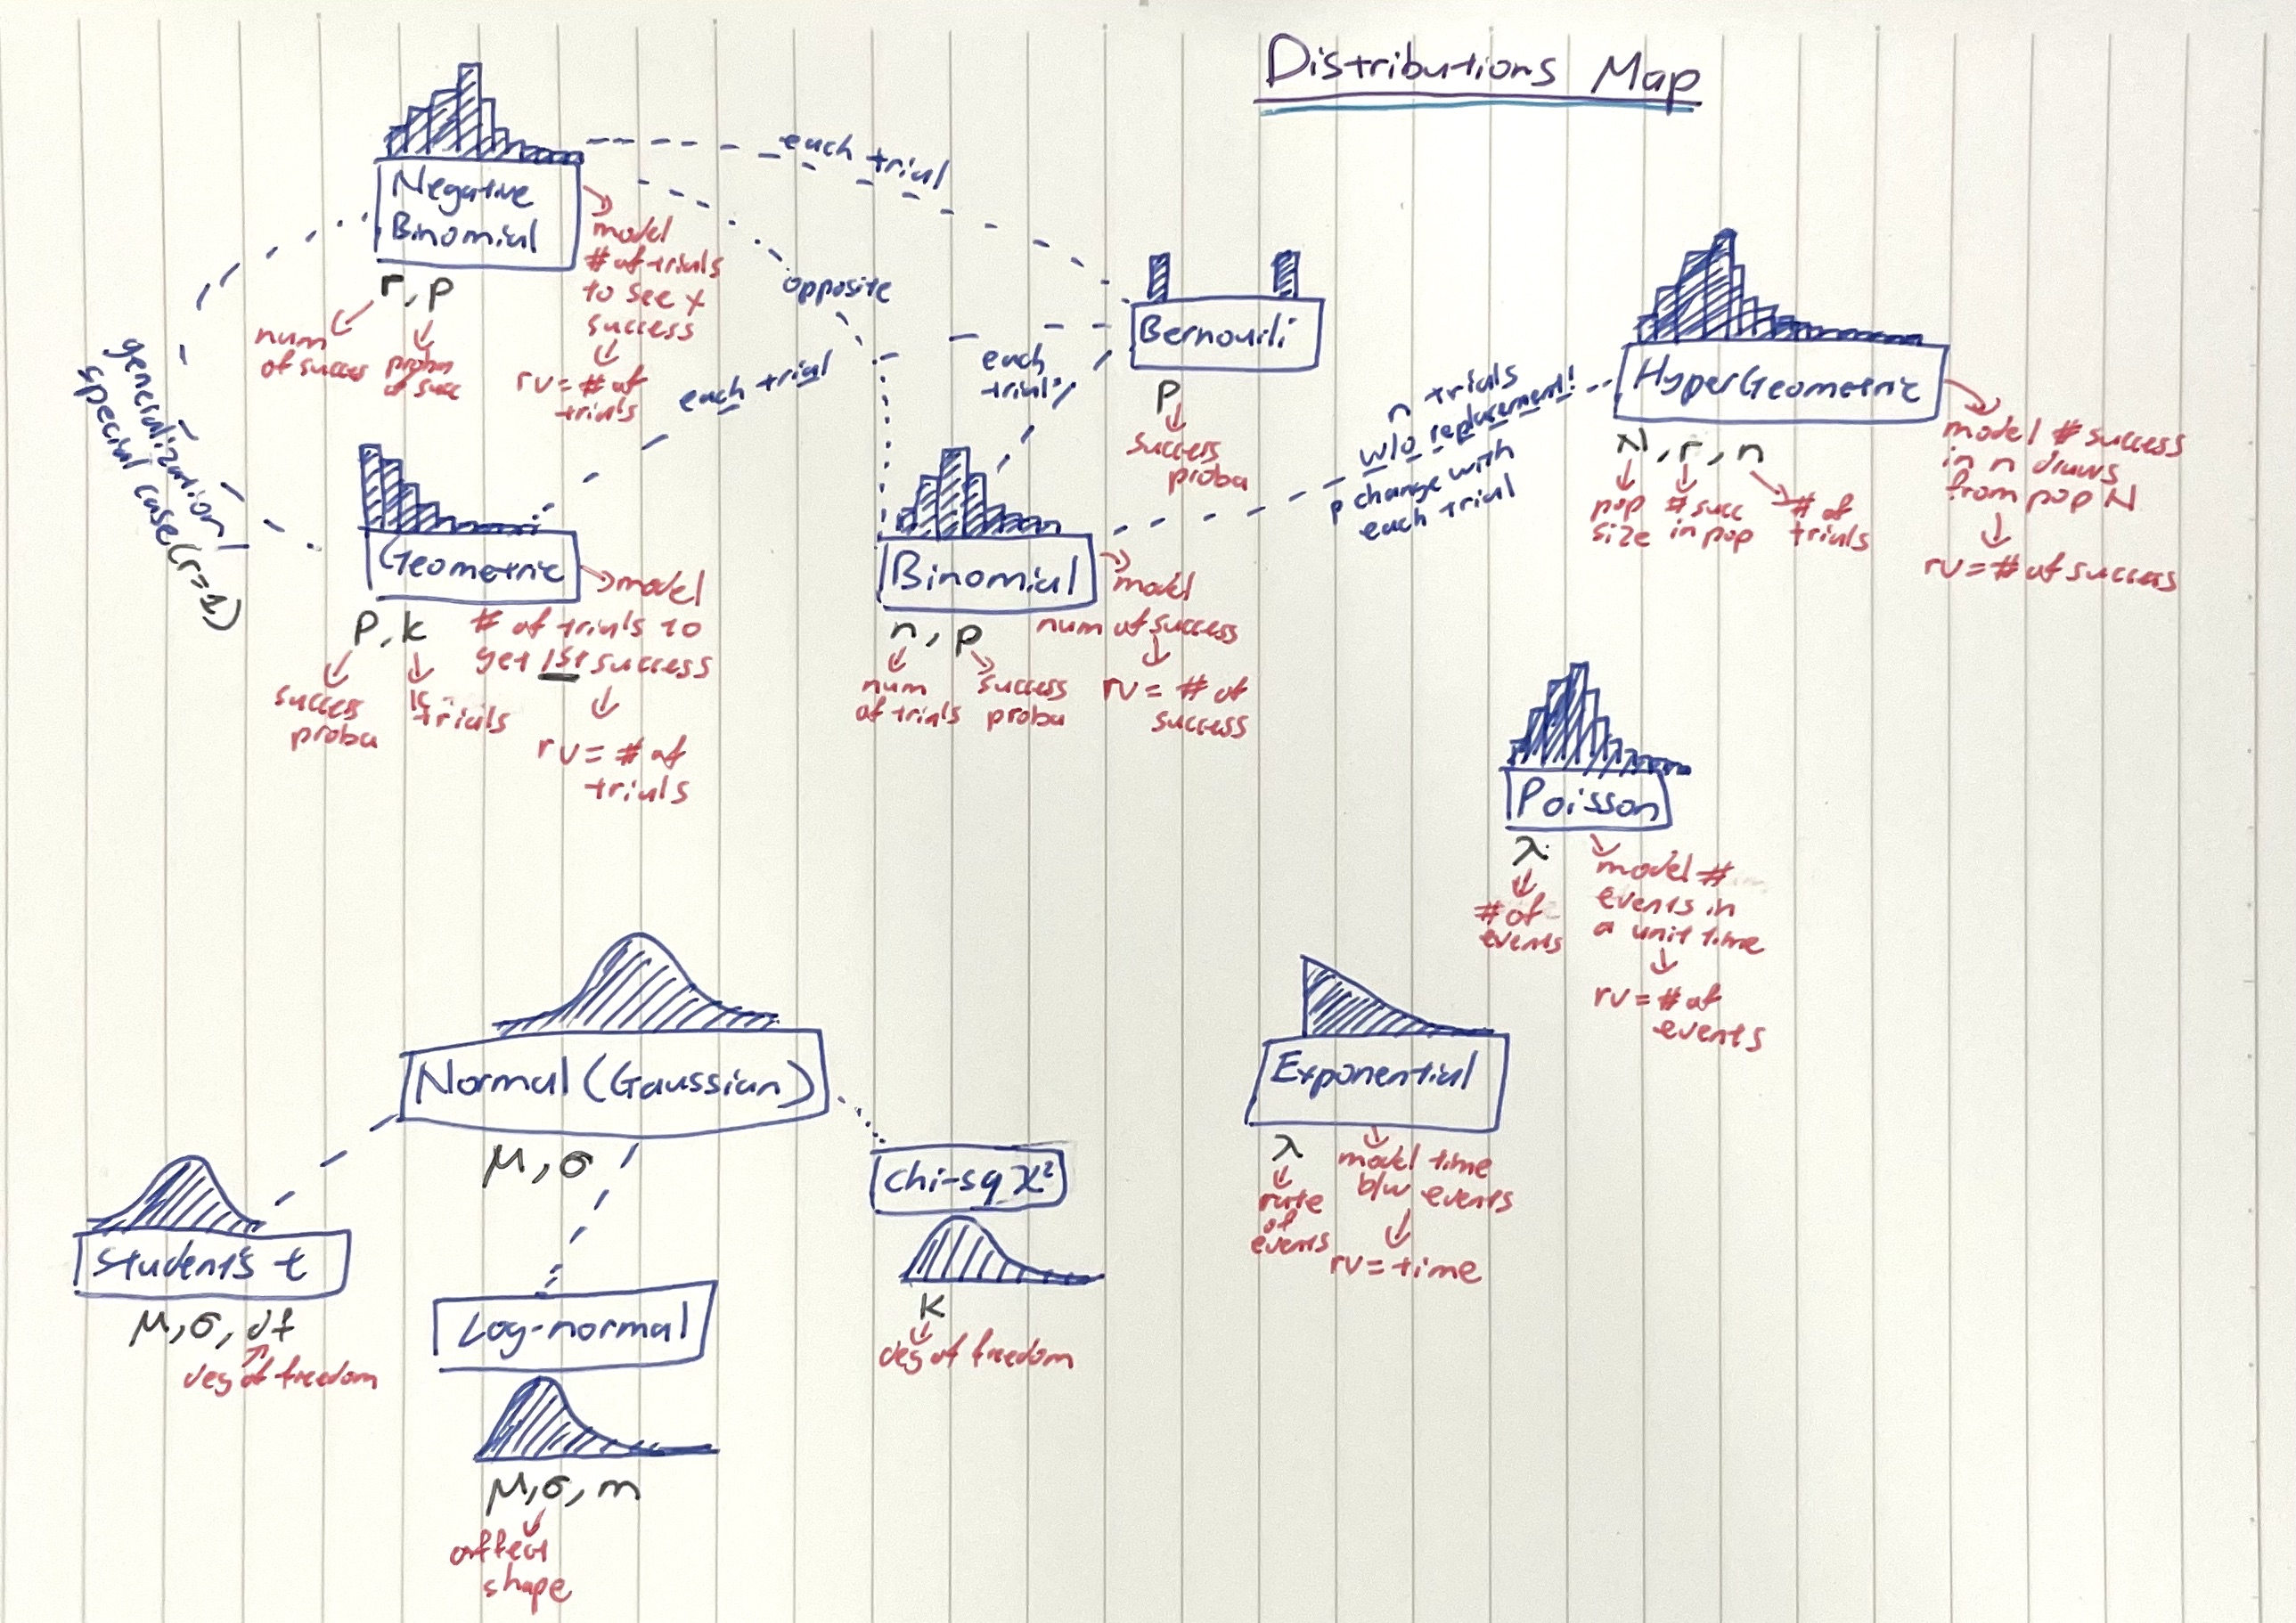 Distributions Map
each trial
Negative
Binomial
r, p
num
of succes
proba
of succ
model
# of trials
to see r
success
rv = # of
trials
opposite
Bernoulli
p
success
proba
each
trial
each trial
generalization /
special case (r=1)
Geometric
p, k
success
proba
trials
model
# of trials to
get 1st success
rv = # of
trials
Binomial
n, p
num
of trials
success
proba
model
num of success
rv = # of
success
n trials
w/o replacement!
p change with
each trial
HyperGeometric
N, r, n
pop
size
# succ
in pop
# of
trials
model # success
in n draws
from pop N
rv = # of success
Poisson
λ
# of
events
model #
events in
a unit time
rv = # of
events
Normal (Gaussian)
μ, σ
Exponential
λ
rate
of
events
model time
b/w events
rv = time
chi-sq χ²
k
deg of freedom
Student's t
μ, σ, df
deg of freedom
Log-normal
μ, σ, m
affect
shape